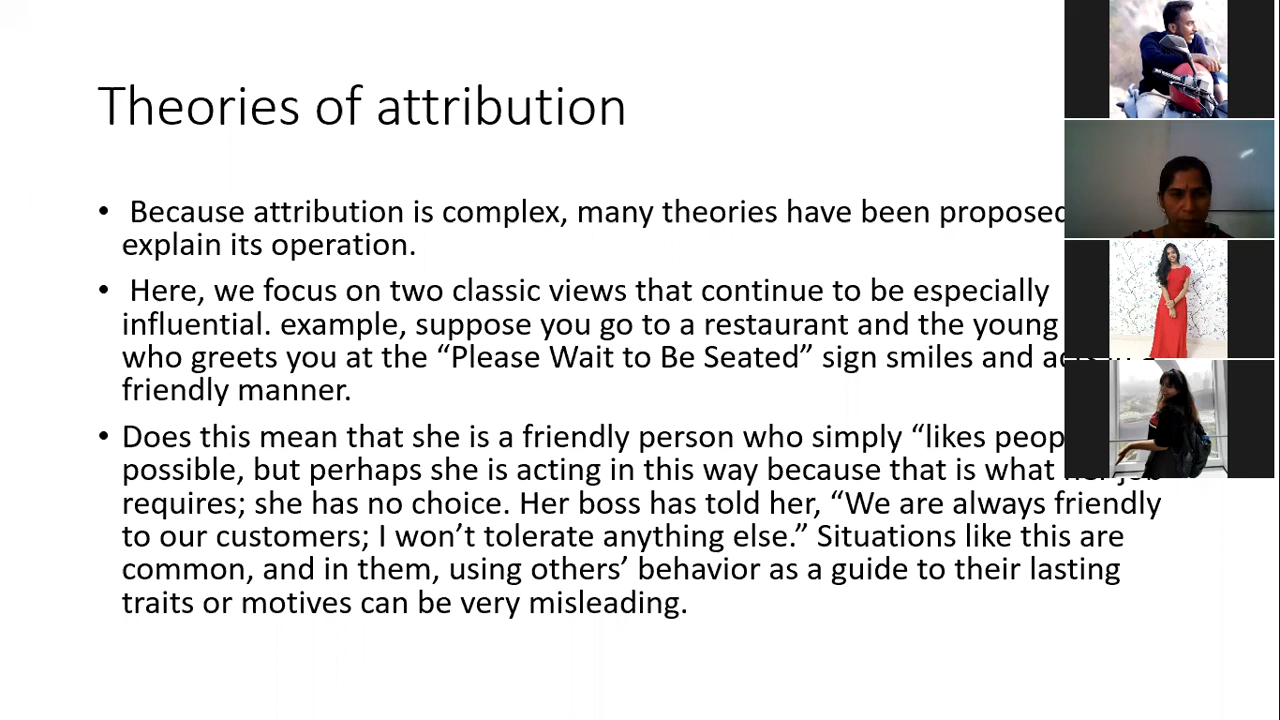 Theories of attribution
• Because attribution is complex, many theories have been proposed
explain its operation.
• Here, we focus on two classic views that continue to be especially
influential. example, suppose you go to a restaurant and the young
who greets you at the “Please Wait to Be Seated” sign smiles and
friendly manner.
• Does this mean that she is a friendly person who simply “likes
possible, but perhaps she is acting in this way because that is what her job
requires; she has no choice. Her boss has told her, “We are always friendly
to our customers; I won’t tolerate anything else.” Situations like this are
common, and in them, using others’ behavior as a guide to their lasting
traits or motives can be very misleading.